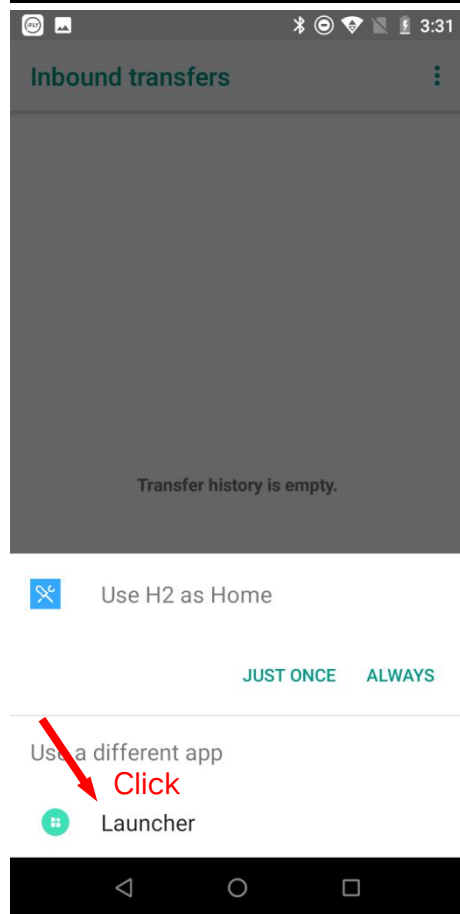 3:31
Inbound transfers
Transfer history is empty.
Use H2 as Home
JUST ONCE ALWAYS
Use a different app
Click
Launcher